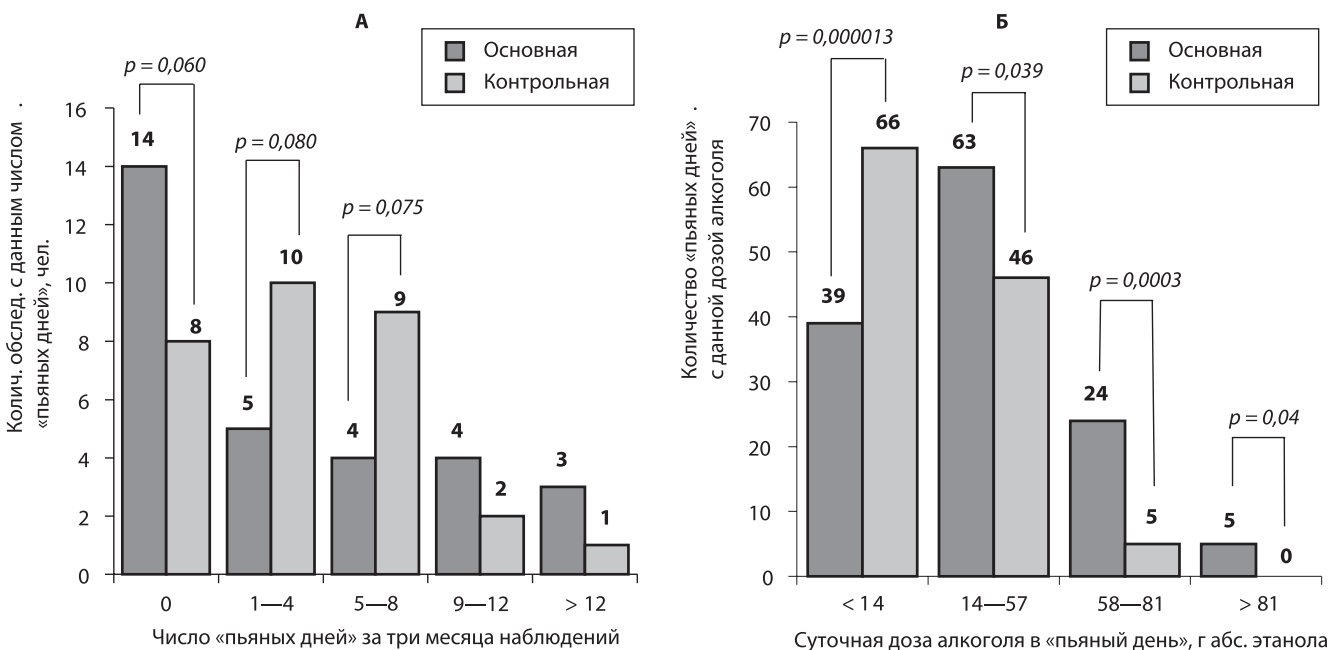 А
Основная
Контрольная
p = 0,060
p = 0,080
p = 0,075
Колич. обслед. с данным числом .
«пьяных дней», чел.
16
14
12
10
8
6
4
2
0
14
8
5
10
4
9
4
2
3
1
0
1—4
5—8
9—12
> 12
Число «пьяных дней» за три месяца наблюдений
Б
Основная
Контрольная
p = 0,000013
p = 0,039
p = 0,0003
p = 0,04
Количество «пьяных дней» .
с данной дозой алкоголя
70
60
50
40
30
20
10
0
39
66
63
46
24
5
5
0
< 14
14—57
58—81
> 81
Суточная доза алкоголя в «пьяный день», г абс. этанола